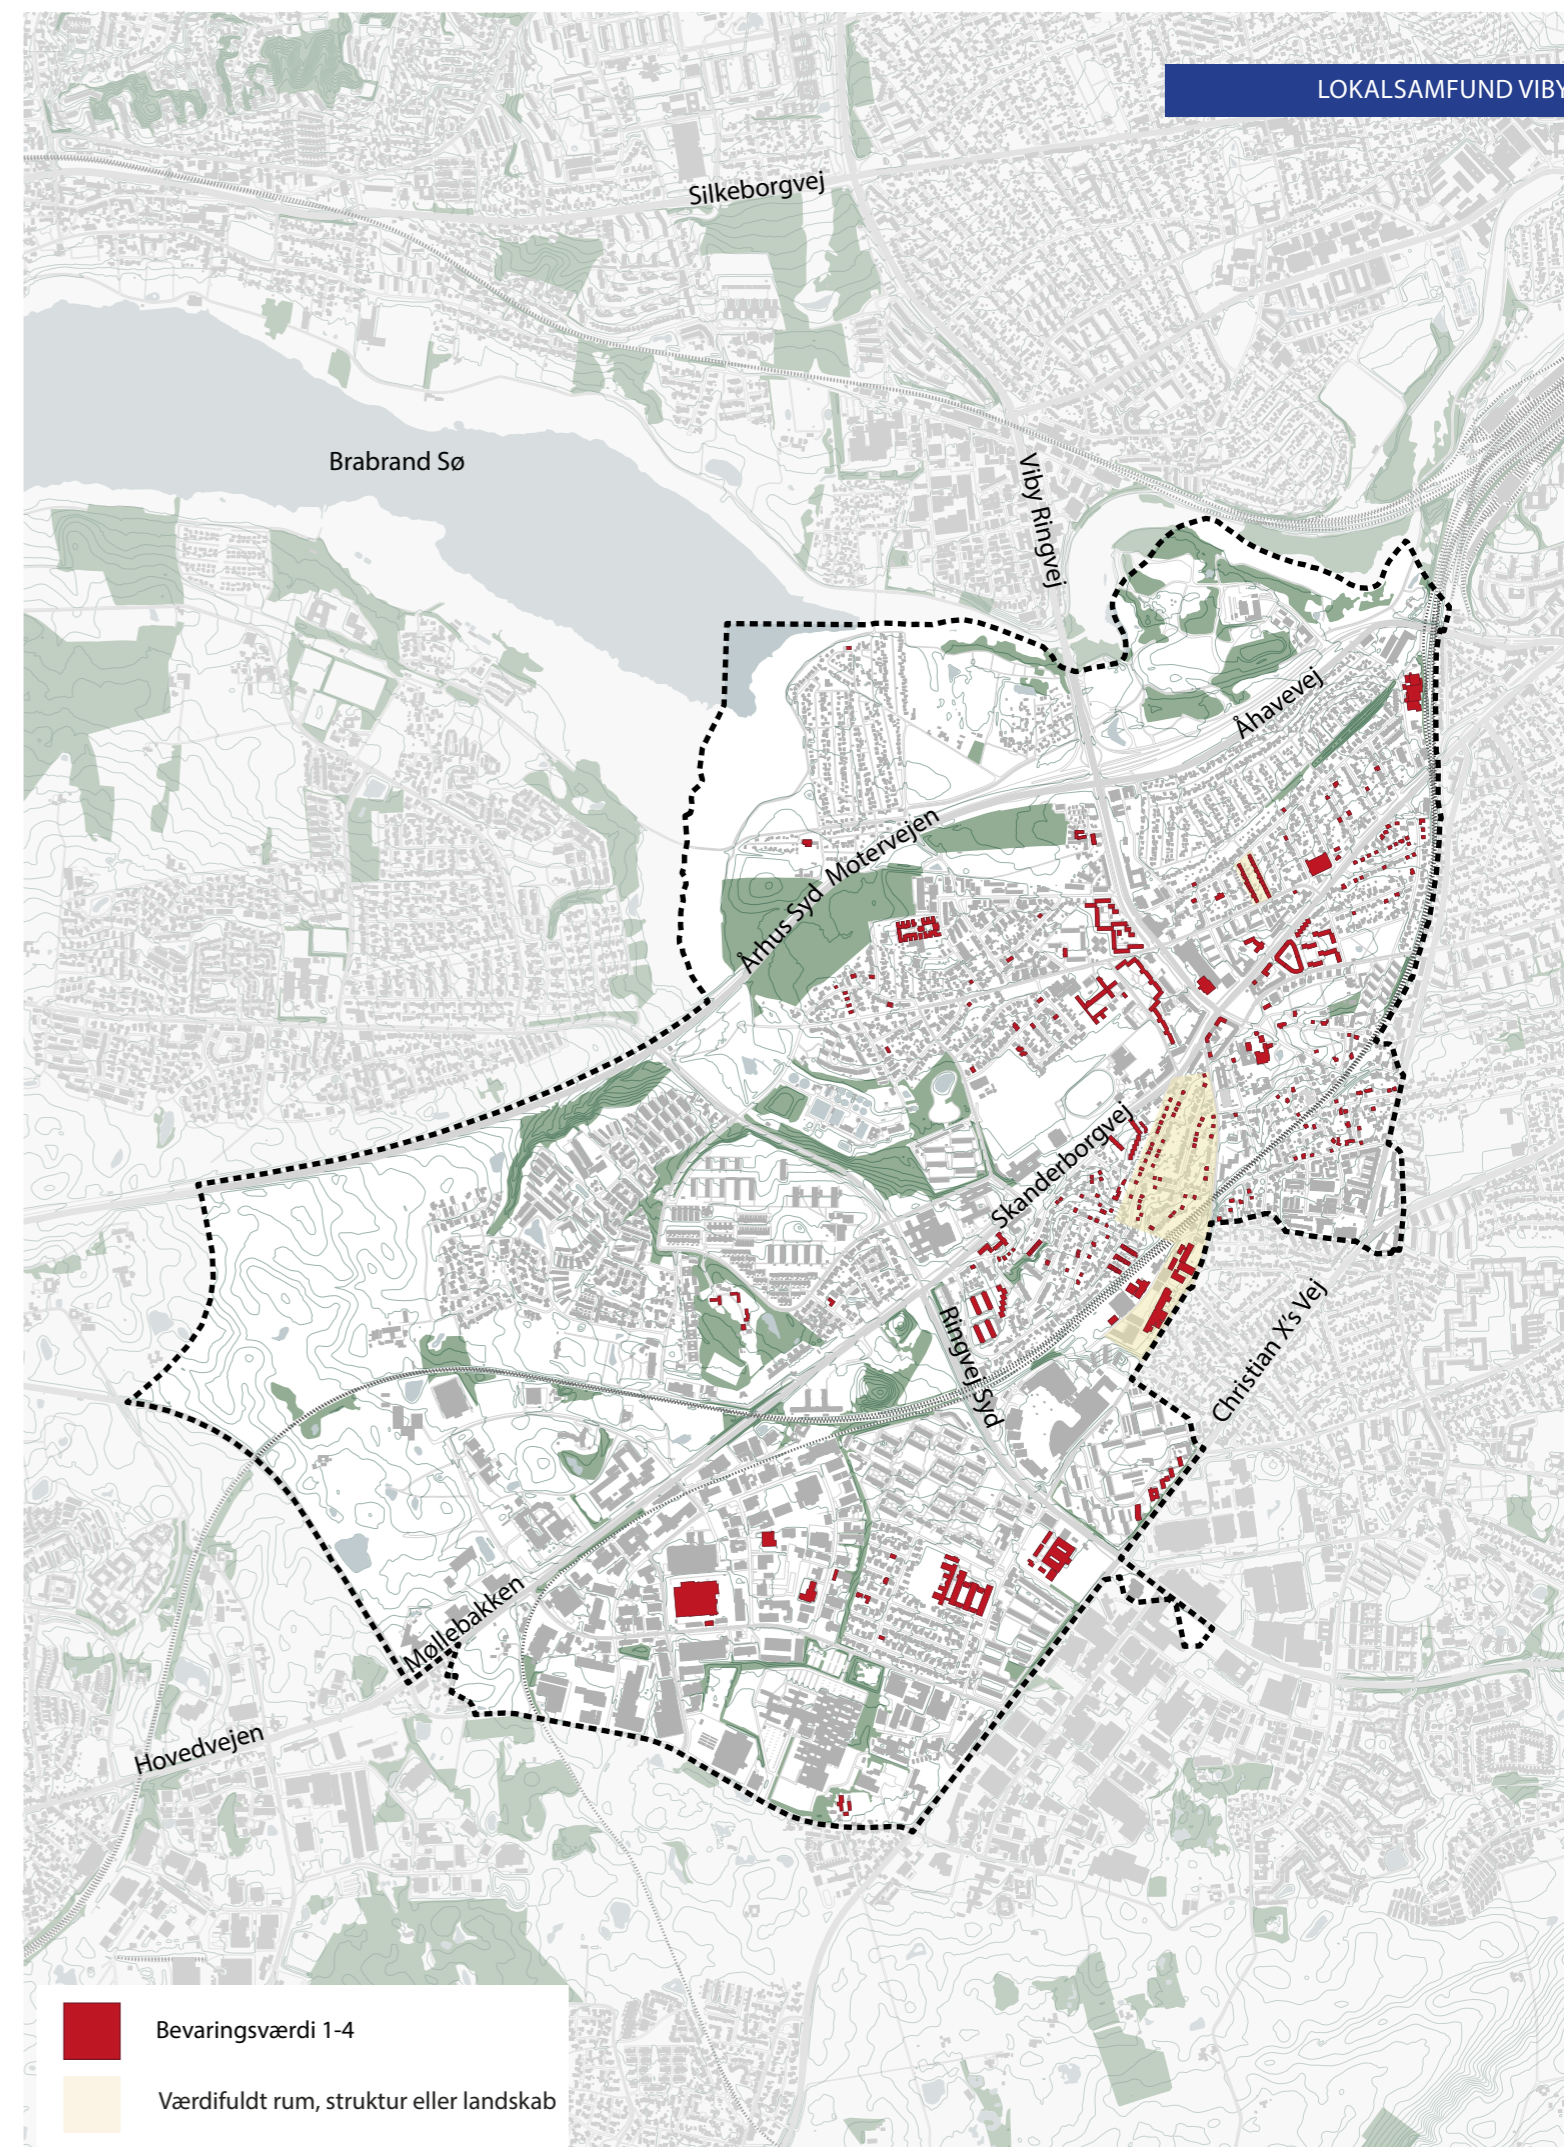 LOKALSAMFUND VIBY
Silkeborgvej
Brabrand Sø
Viby Ringvej
Åhavevej
Århus Syd Motervejen
Skanderborgvej
Ringvej Syd
Christian X's Vej
Møllebakken
Hovedvejen
Bevaringsværdi 1-4
Værdifuldt rum, struktur eller landskab